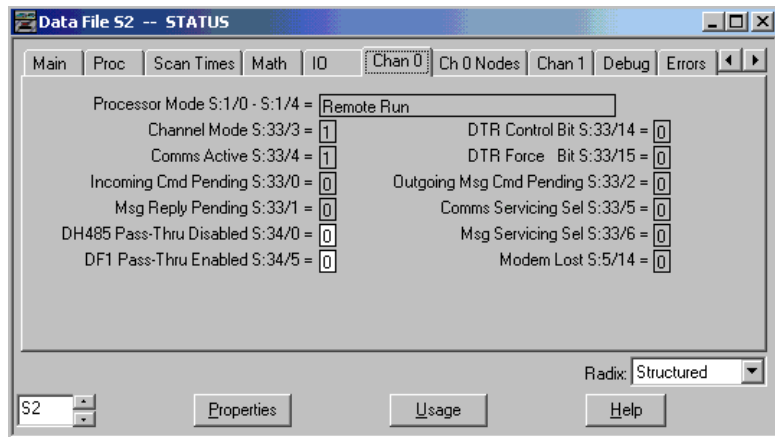 Data File S2 -- STATUS
Main Proc Scan Times Math IO Chan 0 Ch 0 Nodes Chan 1 Debug Errors
Processor Mode S:1/0 - S:1/4 = Remote Run
Channel Mode S:33/3 = 1 DTR Control Bit S:33/14 = 0
Comms Active S:33/4 = 1 DTR Force Bit S:33/15 = 0
Incoming Cmd Pending S:33/0 = 0 Outgoing Msg Cmd Pending S:33/2 = 0
Msg Reply Pending S:33/1 = 0 Comms Servicing Sel S:33/5 = 0
DH485 Pass-Thru Disabled S:34/0 = 0 Msg Servicing Sel S:33/6 = 0
DF1 Pass-Thru Enabled S:34/5 = 0 Modem Lost S:5/14 = 0
Radix: Structured
S2 Properties Usage Help